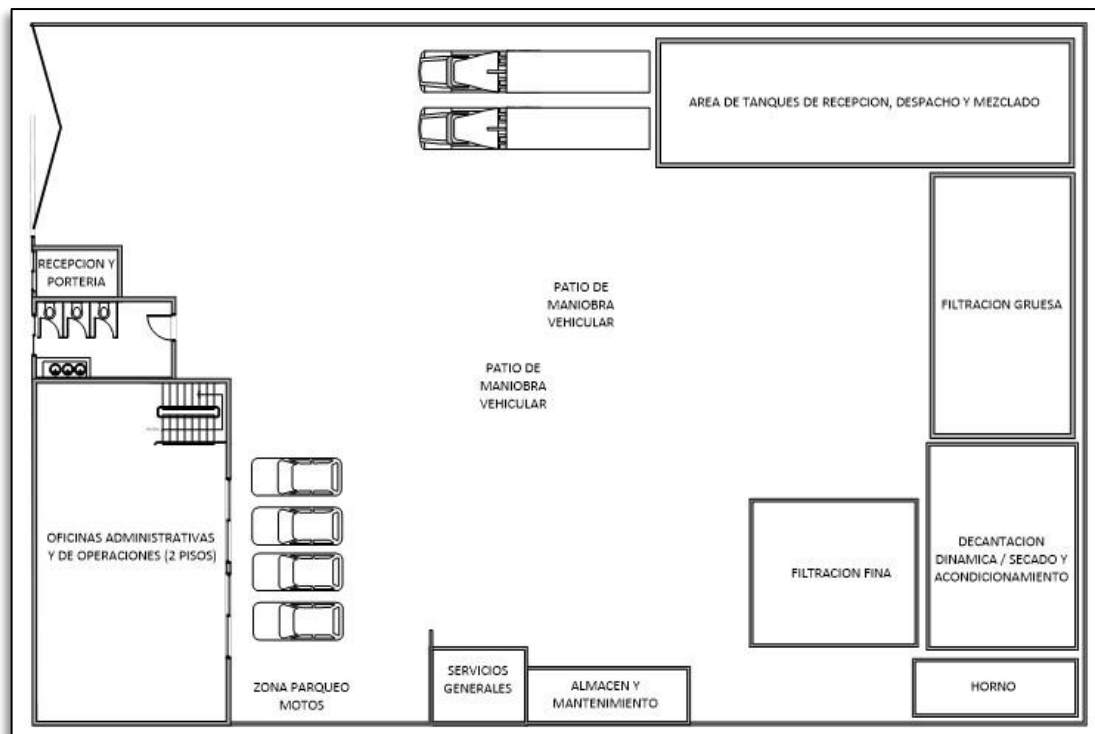 AREA DE TANQUES DE RECEPCION, DESPACHO Y MEZCLADO
RECEPCION Y
PORTERIA
PATIO DE
MANIOBRA
VEHICULAR
FILTRACION GRUESA
PATIO DE
MANIOBRA
VEHICULAR
OFICINAS ADMINISTRATIVAS
Y DE OPERACIONES (2 PISOS)
FILTRACION FINA
DECANTACION
DINAMICA / SECADO Y
ACONDICIONAMIENTO
ZONA PARQUEO
MOTOS
SERVICIOS
GENERALES
ALMACEN Y
MANTENIMIENTO
HORNO